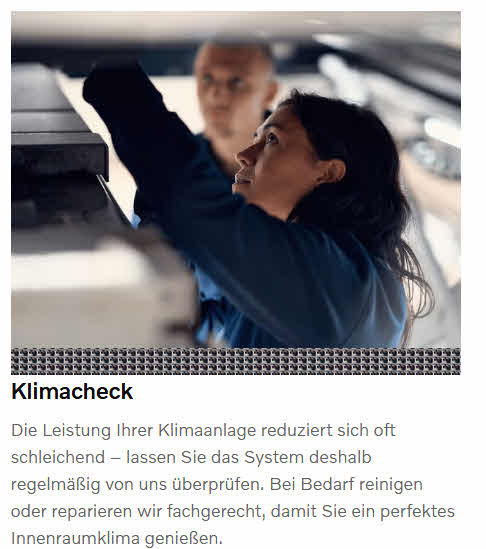 Klimacheck
Die Leistung Ihrer Klimaanlage reduziert sich oft
schleichend – lassen Sie das System deshalb
regelmäßig von uns überprüfen. Bei Bedarf reinigen
oder reparieren wir fachgerecht, damit Sie ein perfektes
Innenraumklima genießen.